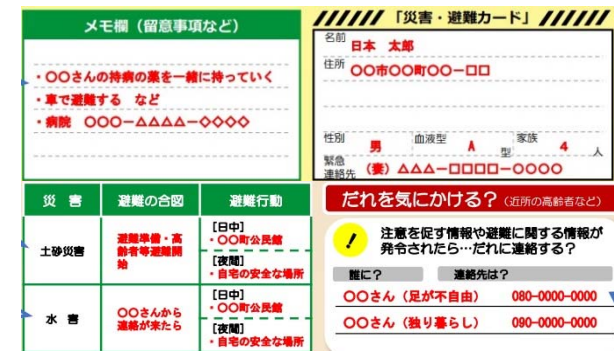 メモ欄（留意事項など）
・〇〇さんの持病の薬を一緒に持っていく
・車で避難する など
・病院 〇〇〇ー△△△△ー◇◇◇◇
「災害・避難カード」
名前
日本 太郎
住所 〇〇市〇〇町〇〇ー□□
性別 男 血液型 A 型 家族 4 人
緊急
連絡先 （妻）△△△ー□□□□ー〇〇〇〇
災 害 避難の合図 避難行動
土砂災害
避難準備・高
齢者等避難開
始
［日中］
・〇〇町公民館
［夜間］
・自宅の安全な場所
水 害
〇〇さんから
連絡が来たら
［日中］
・〇〇町公民館
［夜間］
・自宅の安全な場所
だれを気にかける？（近所の高齢者など）
！
注意を促す情報や避難に関する情報が
発令されたら…だれに連絡する？
誰に？ 連絡先は？
〇〇さん（足が不自由） 080-0000-0000
〇〇さん（独り暮らし） 090-0000-0000